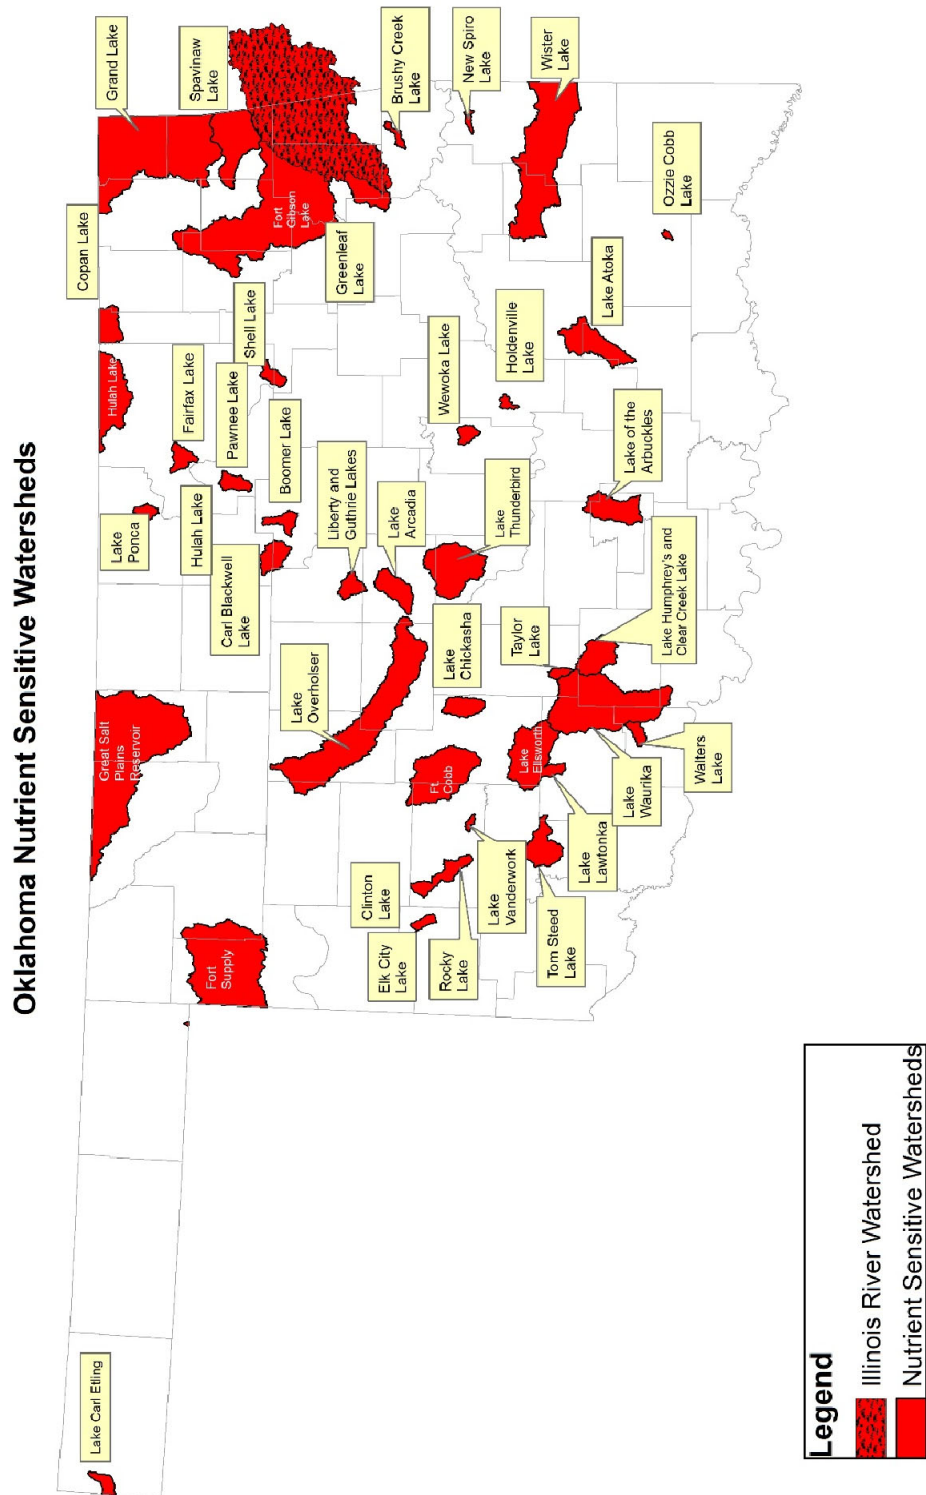 Oklahoma Nutrient Sensitive Watersheds
Lake Carl Etling
Fort
Supply
Great Salt
Plains
Reservoir
Lake
Ponca
Hulah Lake
Copan Lake
Grand Lake
Fairfax Lake
Pawnee Lake
Shell Lake
Spavinaw
Lake
Hulah Lake
Carl Blackwell
Lake
Boomer Lake
Fort
Gibson
Lake
Greenleaf
Lake
Lake
Overholser
Liberty and
Guthrie Lakes
Lake
Arcadia
Brushy Creek
Lake
Clinton
Lake
Elk City
Lake
Rocky
Lake
Ft.
Cobb
Lake
Chickasha
Lake
Thunderbird
Wewoka Lake
New Spiro
Lake
Lake
Vanderwork
Lake
Ellsworth
Taylor
Lake
Holdenville
Lake
Wister
Lake
Tom Steed
Lake
Lake
Lawtonka
Lake
Waurika
Lake Humphrey's and
Clear Creek Lake
Lake of the
Arbuckles
Lake Atoka
Ozzie Cobb
Lake
Walters
Lake
Legend
Illinois River Watershed
Nutrient Sensitive Watersheds